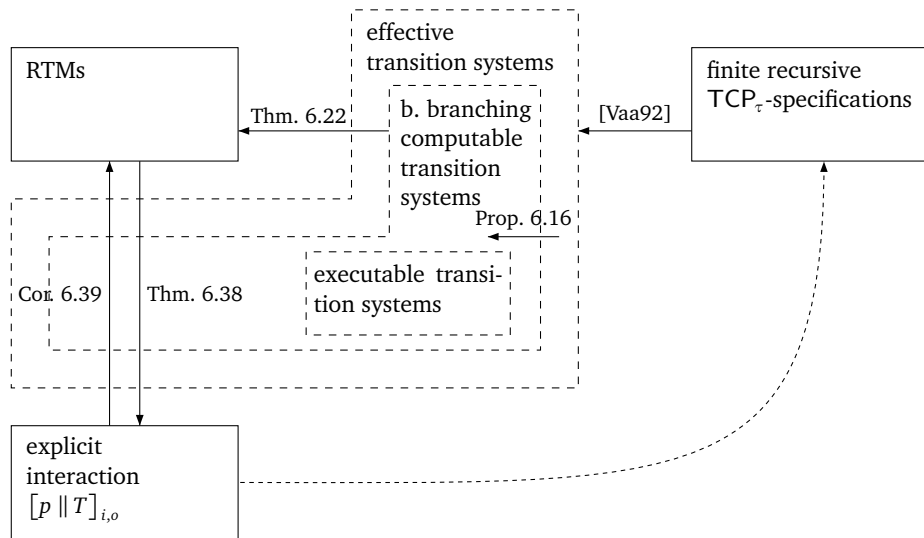 RTMs
effective
transition systems
finite recursive
TCP_τ-specifications
Thm. 6.22
b. branching
computable
transition
systems
[Vaa92]
Prop. 6.16
executable transi-
tion systems
Cor. 6.39
Thm. 6.38
explicit
interaction
[p ∥ T]_{i,o}